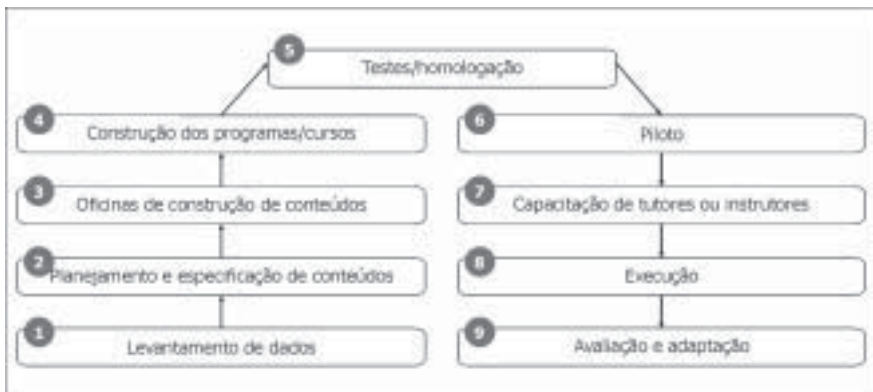 5
Testes/homologação
4
Construção dos programas/cursos
6
Piloto
3
Oficinas de construção de conteúdos
7
Capacitação de tutores ou instrutores
2
Planejamento e especificação de conteúdos
8
Execução
1
Levantamento de dados
9
Avaliação e adaptação